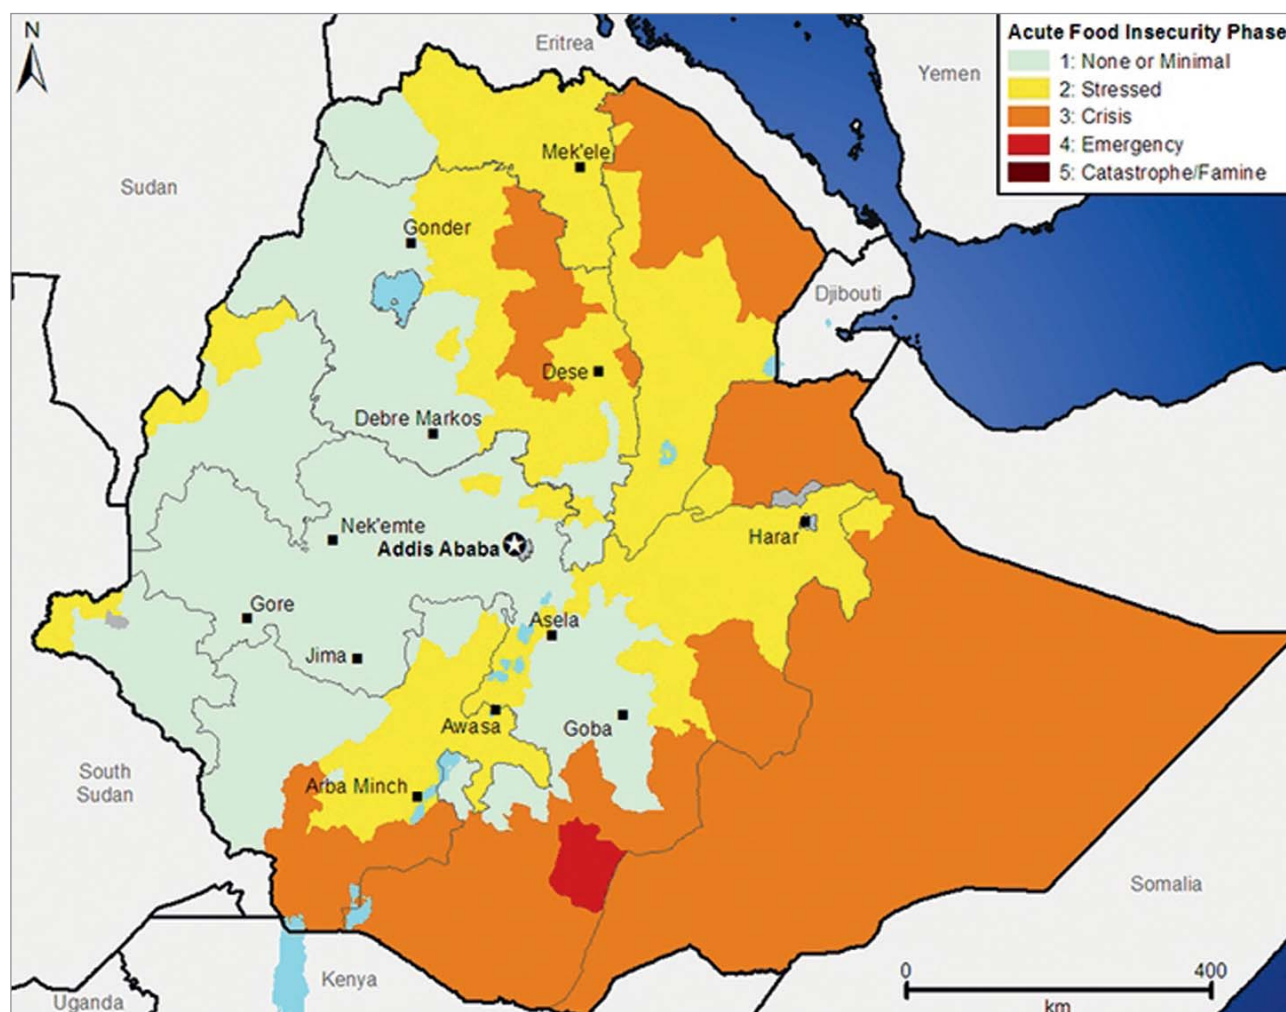 N
Acute Food Insecurity Phase
1: None or Minimal
2: Stressed
3: Crisis
4: Emergency
5: Catastrophe/Famine
Eritrea
Yemen
Sudan
Mek'ele
Gonder
Djibouti
Dese
Debre Markos
Nek'emte
Addis Ababa
Harar
Gore
Asela
Jima
Awasa
Goba
South
Sudan
Arba Minch
Somalia
Kenya
Uganda
0 400
km